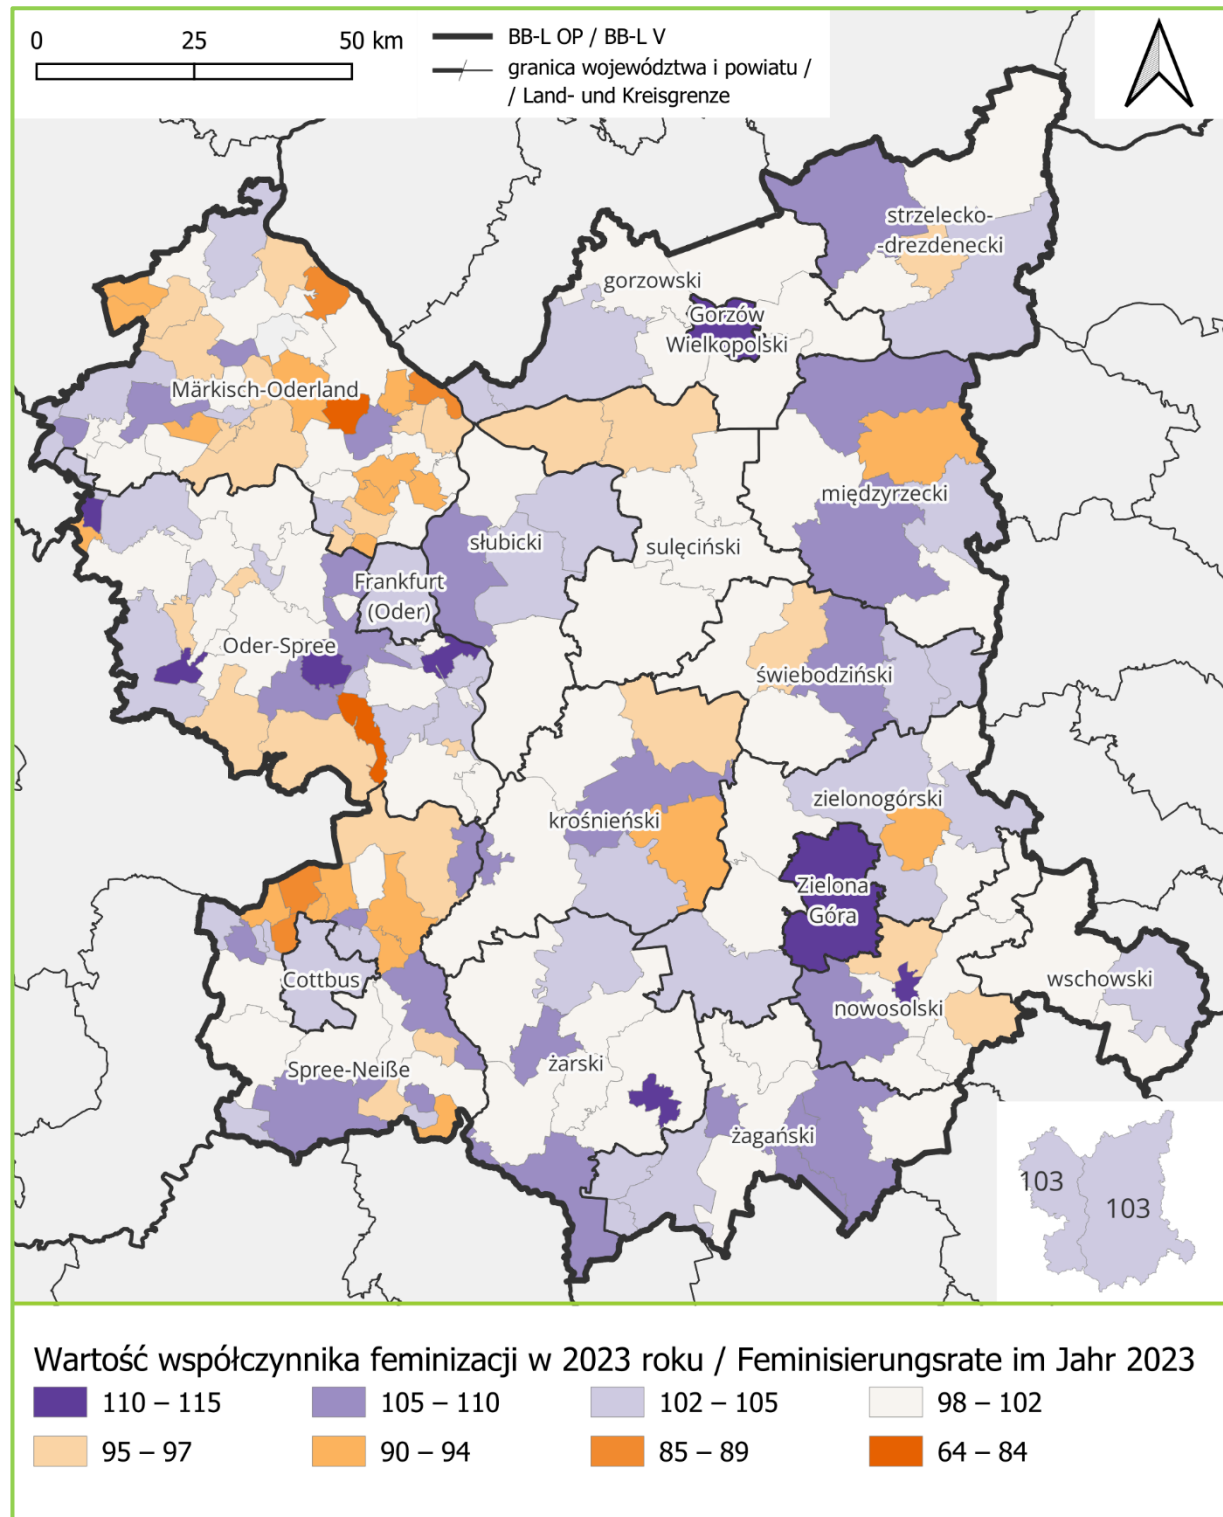 0 25 50 km
BB-L OP / BB-L V
granica województwa i powiatu /
/ Land- und Kreisgrenze
strzelecko-
-drezdenecki
gorzowski
Gorzów
Wielkopolski
Märkisch-Oderland
międzyrzecki
słubicki
sulęciński
Frankfurt
(Oder)
Oder-Spree
świebodziński
zielonogórski
krośnieński
Zielona
Góra
Cottbus
wschowski
nowosolski
Spree-Neiße
żarski
żagański
103
103
Wartość współczynnika feminizacji w 2023 roku / Feminisierungsrate im Jahr 2023
110 – 115 105 – 110 102 – 105 98 – 102
95 – 97 90 – 94 85 – 89 64 – 84